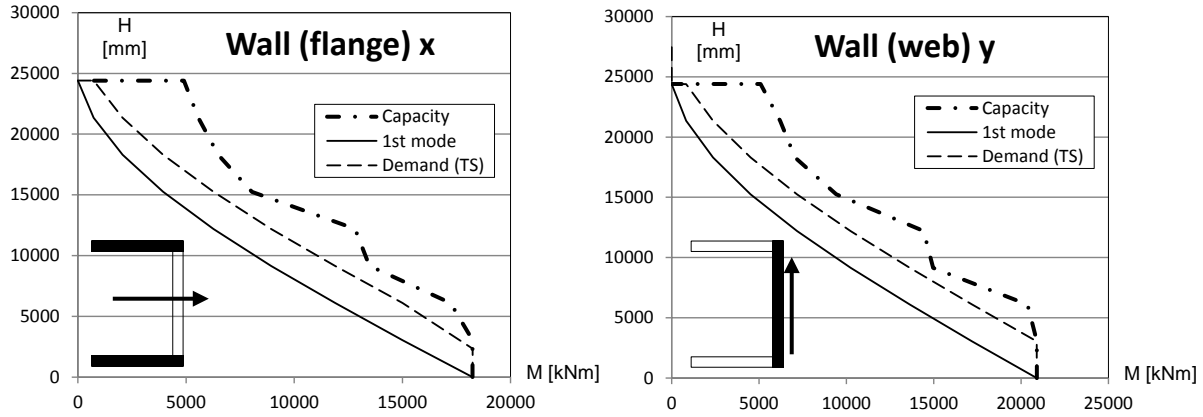 H
[mm]
Wall (flange) x
30000
25000
20000
15000
10000
5000
0
Capacity
1st mode
Demand (TS)
0 5000 10000 15000 20000
M [kNm]
H
[mm]
Wall (web) y
30000
25000
20000
15000
10000
5000
0
Capacity
1st mode
Demand (TS)
0 5000 10000 15000 20000 25000
M [kNm]